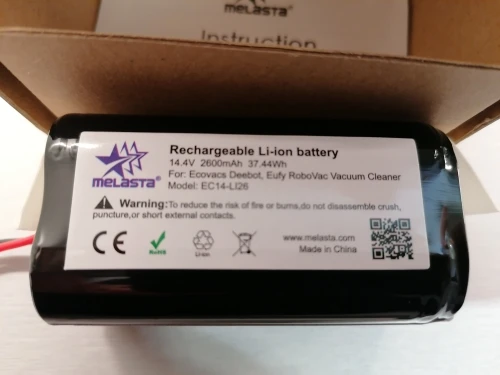 MELASTA
Instruction
Rechargeable Li-ion battery
14.4V 2600mAh 37.44Wh
For: Ecovacs Deebot, Eufy RoboVac Vacuum Cleaner
Model: EC14-LI26
MELASTA®
Warning:To reduce the risk of fire or burns,do not disassemble crush,
puncture,or short external contacts.
CE
RoHS
Li-ion
www.melasta.com
Made in China